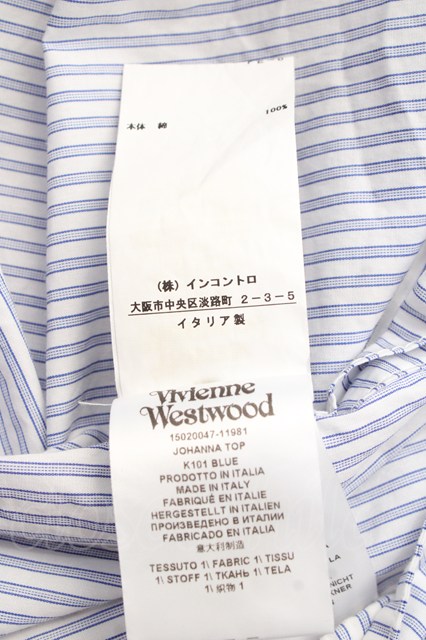 本体 綿 100%
(株) インコントロ
大阪市中央区淡路町 2-3-5
イタリア製
Vivienne
Westwood
15020047-11981
JOHANNA TOP
K101 BLUE
PRODOTTO IN ITALIA
MADE IN ITALY
FABRIQUÉ EN ITALIE
HERGESTELLT IN ITALIEN
ПРОИЗВЕДЕНО В ИТАЛИИ
FABRICADO EN ITALIA
意大利制造
TESSUTO 1\ FABRIC 1\ TISSU
1\ STOFF 1\ ТКАНЬ 1\ TELA
1\ 织物 1
NICHT